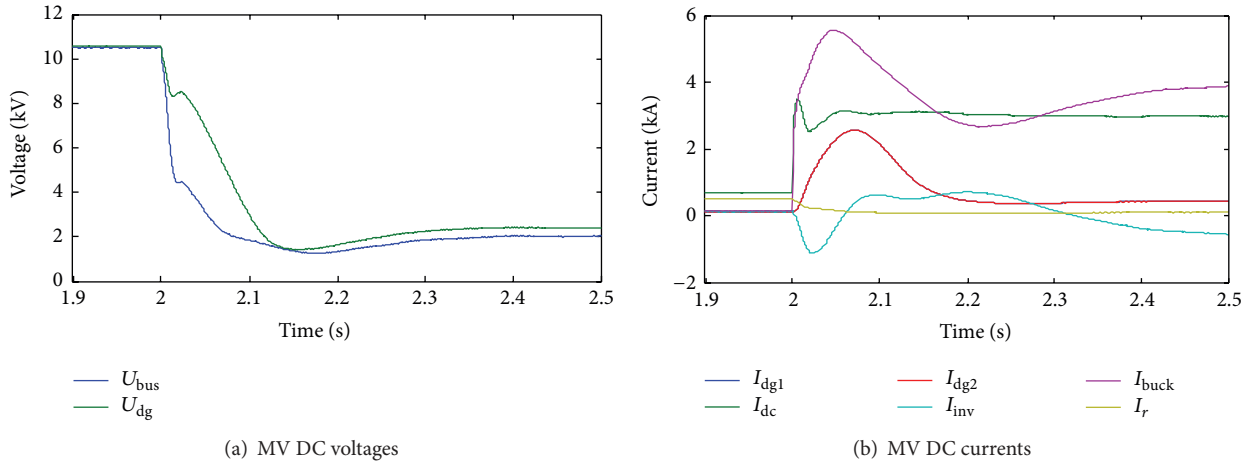 12
10
8
6
4
2
0
Voltage (kV)
1.9 2 2.1 2.2 2.3 2.4 2.5
Time (s)
U_bus
U_dg
(a) MV DC voltages
6
4
2
0
−2
Current (kA)
1.9 2 2.1 2.2 2.3 2.4 2.5
Time (s)
I_dg1 I_dg2 I_buck
I_dc I_inv I_r
(b) MV DC currents